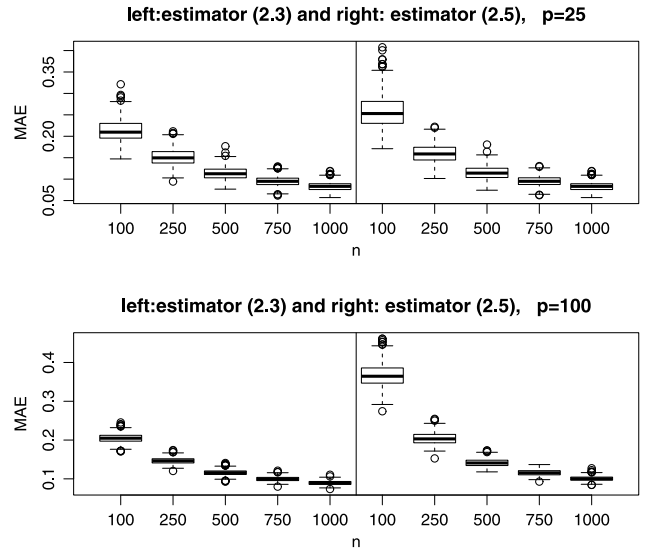 left:estimator (2.3) and right: estimator (2.5), p=25
MAE
0.35
0.20
0.05
100 250 500 750 1000 100 250 500 750 1000
n
left:estimator (2.3) and right: estimator (2.5), p=100
MAE
0.4
0.3
0.2
0.1
100 250 500 750 1000 100 250 500 750 1000
n